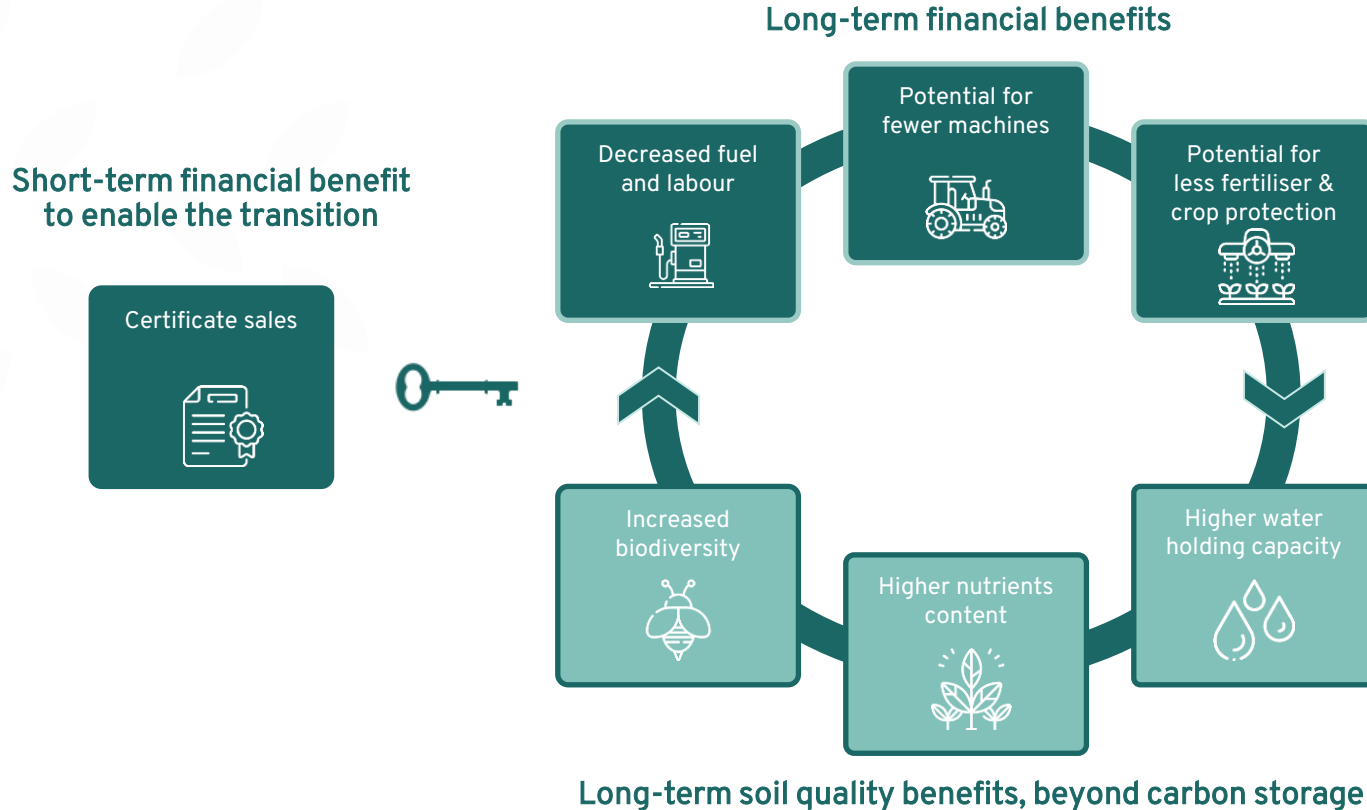 Long-term financial benefits
Short-term financial benefit
to enable the transition
Certificate sales
Decreased fuel
and labour
Potential for
fewer machines
Potential for
less fertiliser &
crop protection
Increased
biodiversity
Higher nutrients
content
Higher water
holding capacity
Long-term soil quality benefits, beyond carbon storage